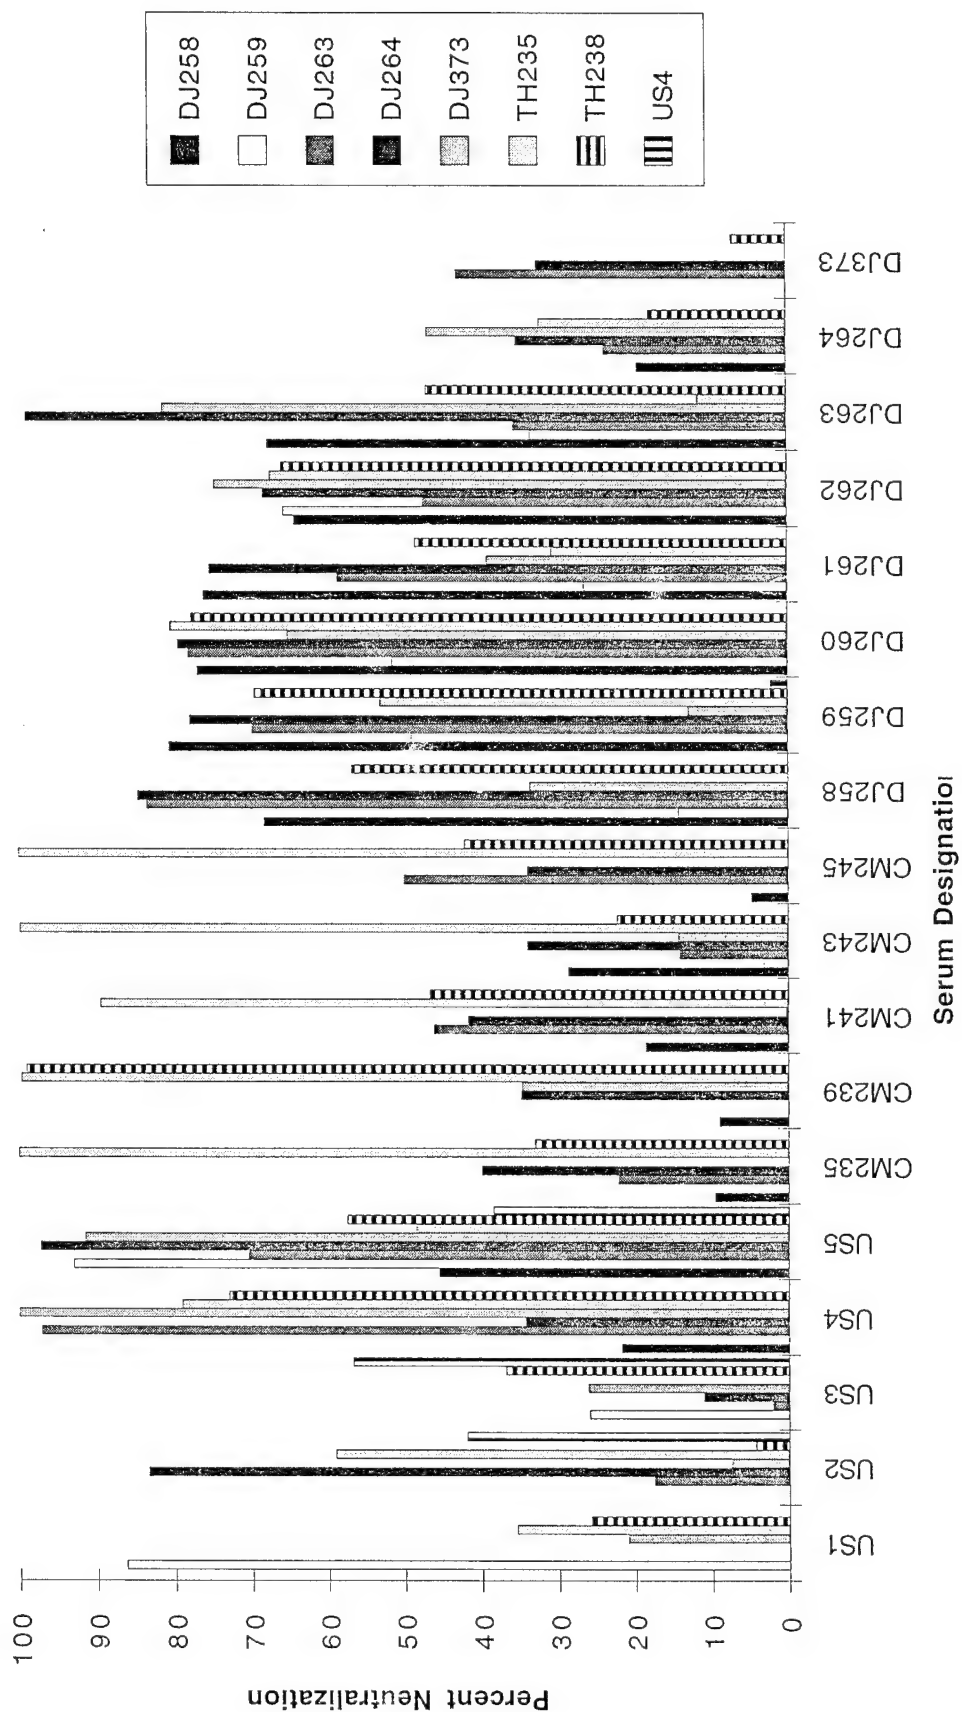 DJ258
DJ259
DJ263
DJ264
DJ373
TH235
TH238
US4
Percent Neutralization
100
90
80
70
60
50
40
30
20
10
0
US1
US2
US3
US4
US5
CM235
CM239
CM241
CM243
CM245
DJ258
DJ259
DJ260
DJ261
DJ262
DJ263
DJ264
DJ373
Serum Designation